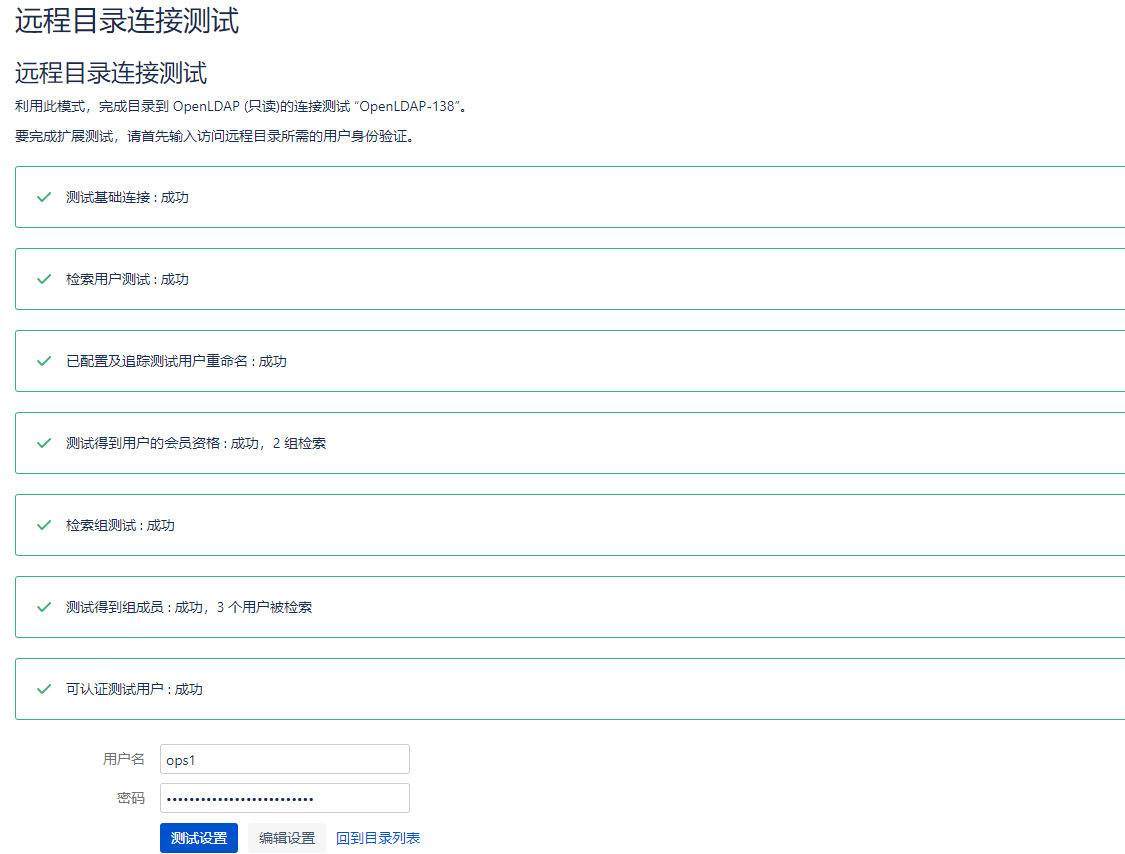 远程目录连接测试
远程目录连接测试
利用此模式，完成目录到 OpenLDAP (只读)的连接测试 “OpenLDAP-138”。
要完成扩展测试，请首先输入访问远程目录所需的用户身份验证。
测试基础连接 : 成功
检索用户测试 : 成功
已配置及追踪测试用户重命名 : 成功
测试得到用户的会员资格 : 成功，2 组检索
检索组测试 : 成功
测试得到组成员 : 成功，3 个用户被检索
可认证测试用户 : 成功
用户名 ops1
密码 ••••••••••••••••••••••••••
测试设置 编辑设置 回到目录列表